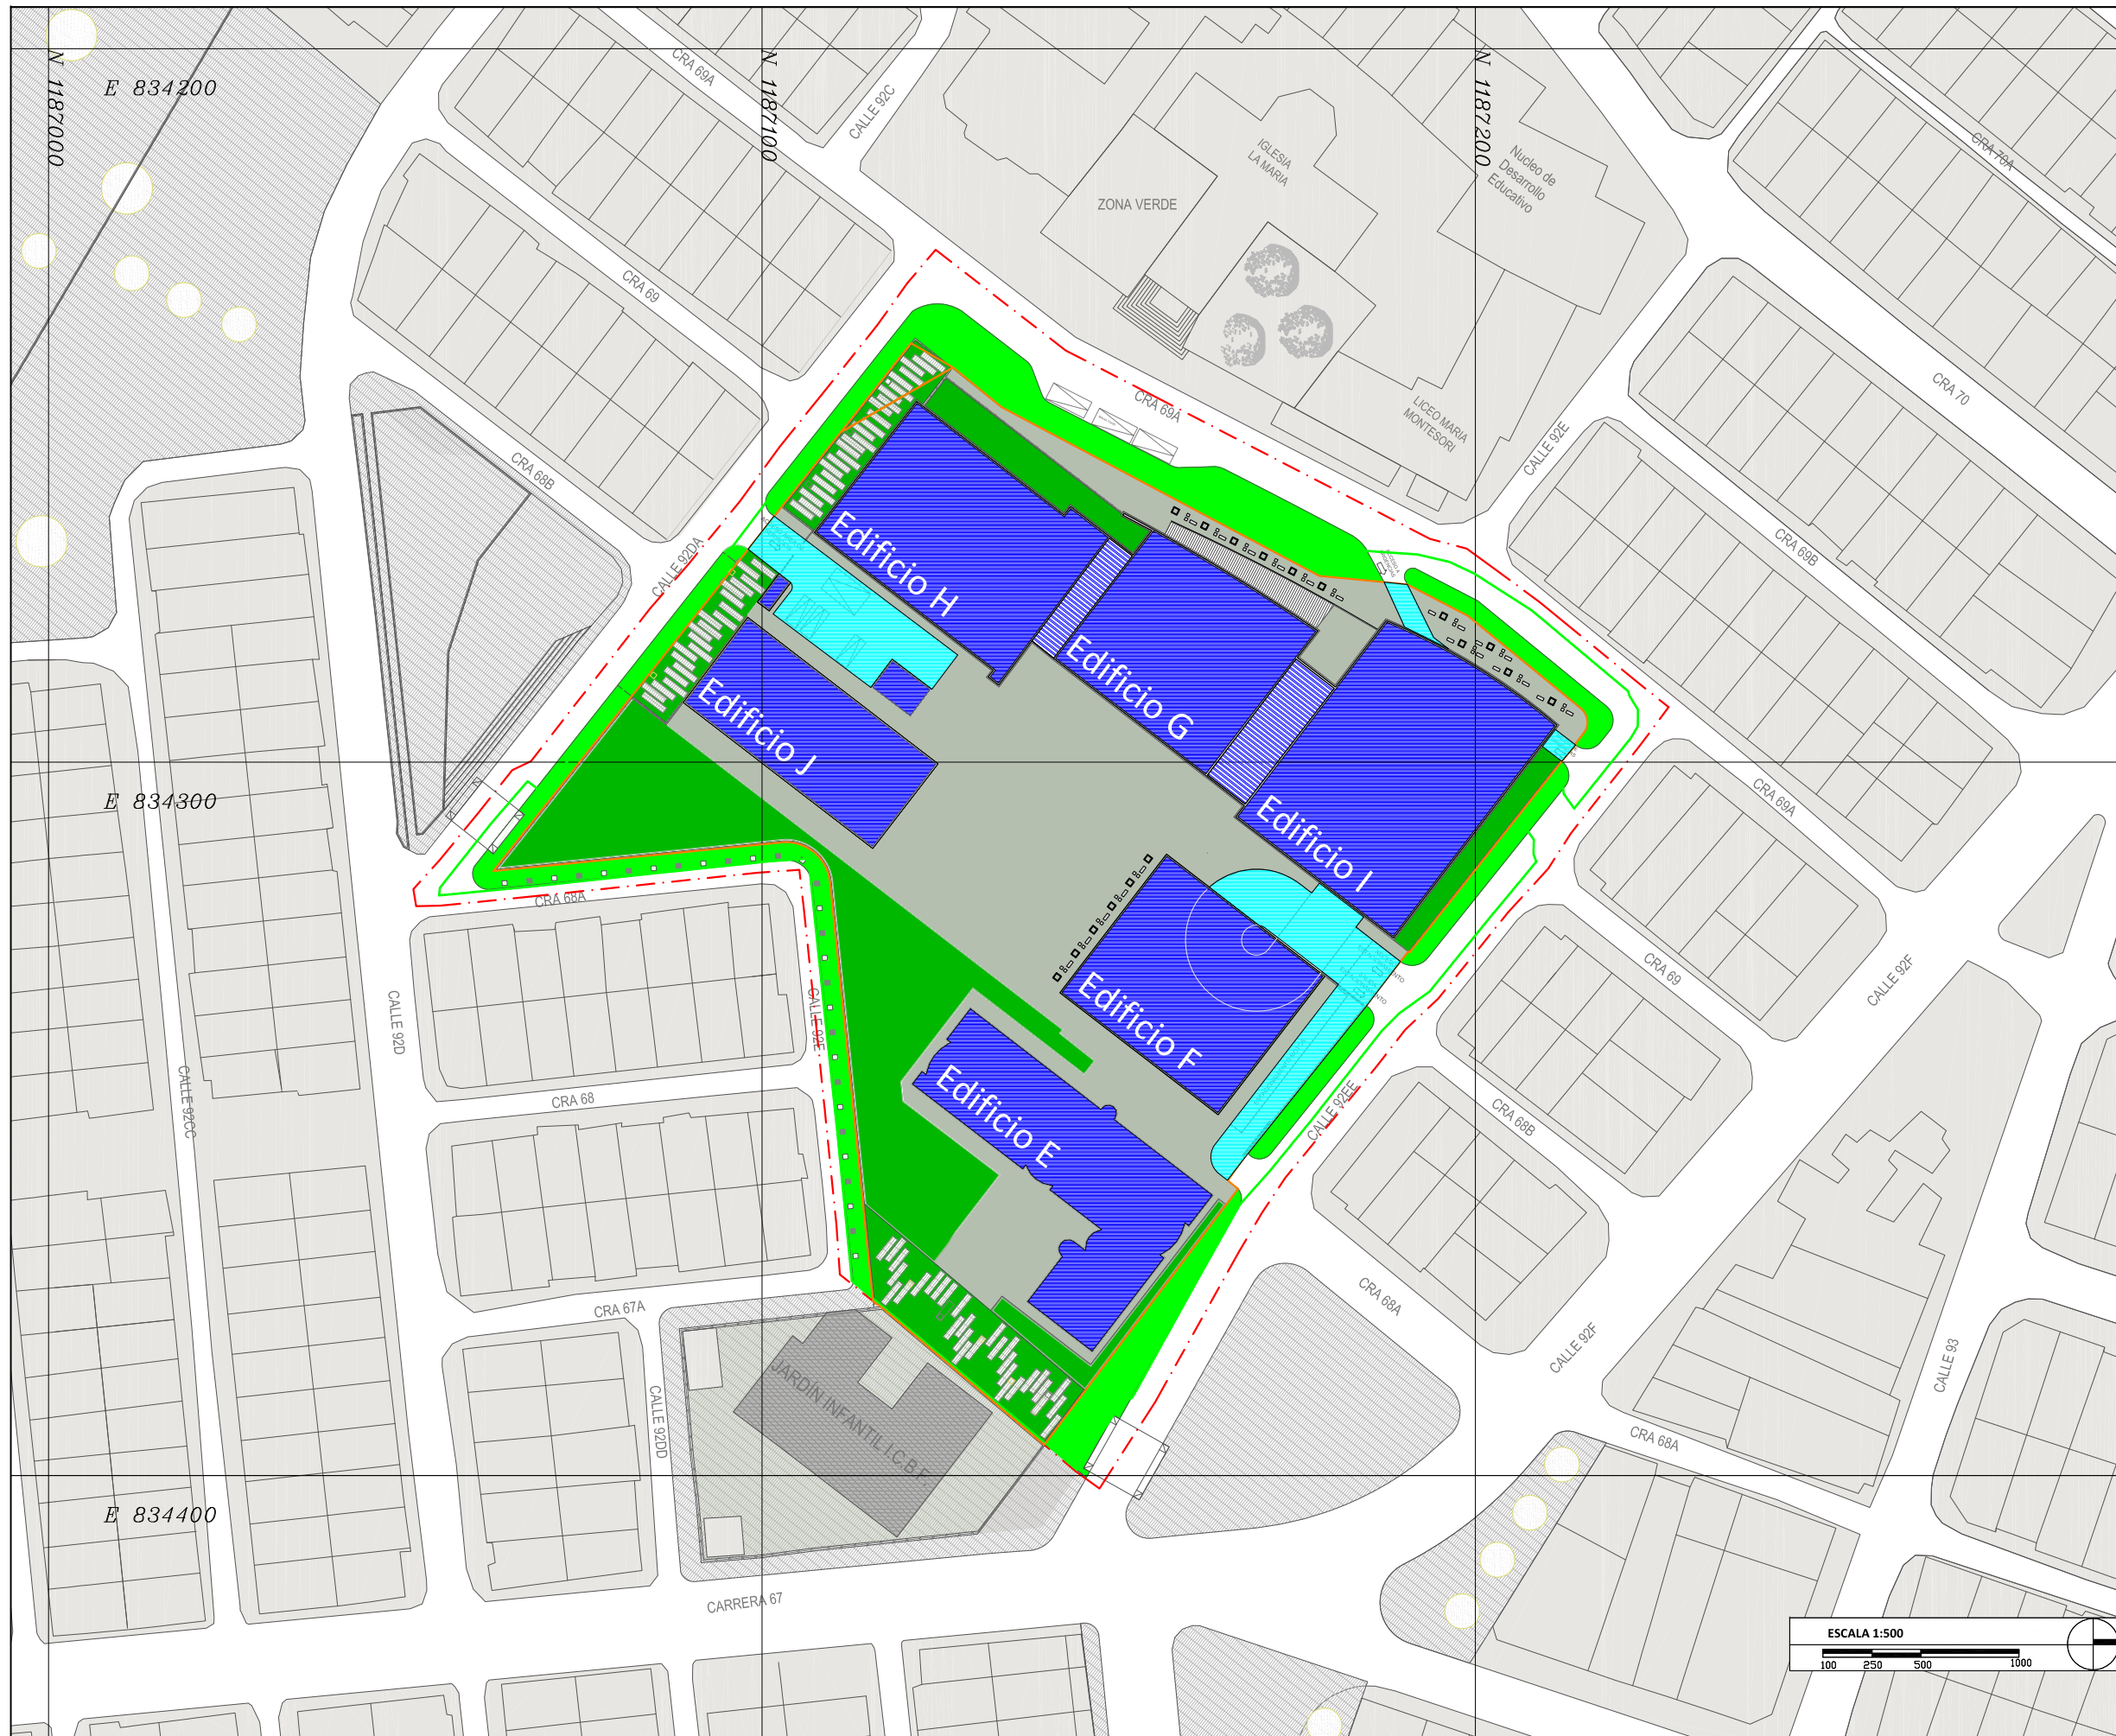 N 1187000
E 834200
N 1187100
N 1187200
CRA 69A
CALLE 92C
IGLESIA
LA MARIA
Nucleo de
Desarrollo
Educativo
CRA 70A
ZONA VERDE
CRA 69
CRA 69A
LICEO MARIA
MONTESORI
CRA 70
CALLE 92E
CRA 68B
CALLE 92DA
CRA 69B
Edificio H
Edificio G
Edificio J
Edificio I
E 834300
CRA 69A
CRA 68A
CALLE 92D
CALLE 92E
CRA 69
CALLE 92F
Edificio F
Edificio E
CALLE 92CC
CRA 68
CALLE 92EE
CRA 68B
CRA 67A
CRA 68A
CALLE 92F
CALLE 93
JARDÍN INFANTIL I.C.B.F
CALLE 92DD
CRA 68A
E 834400
CARRERA 67
ESCALA 1:500
100 250 500 1000